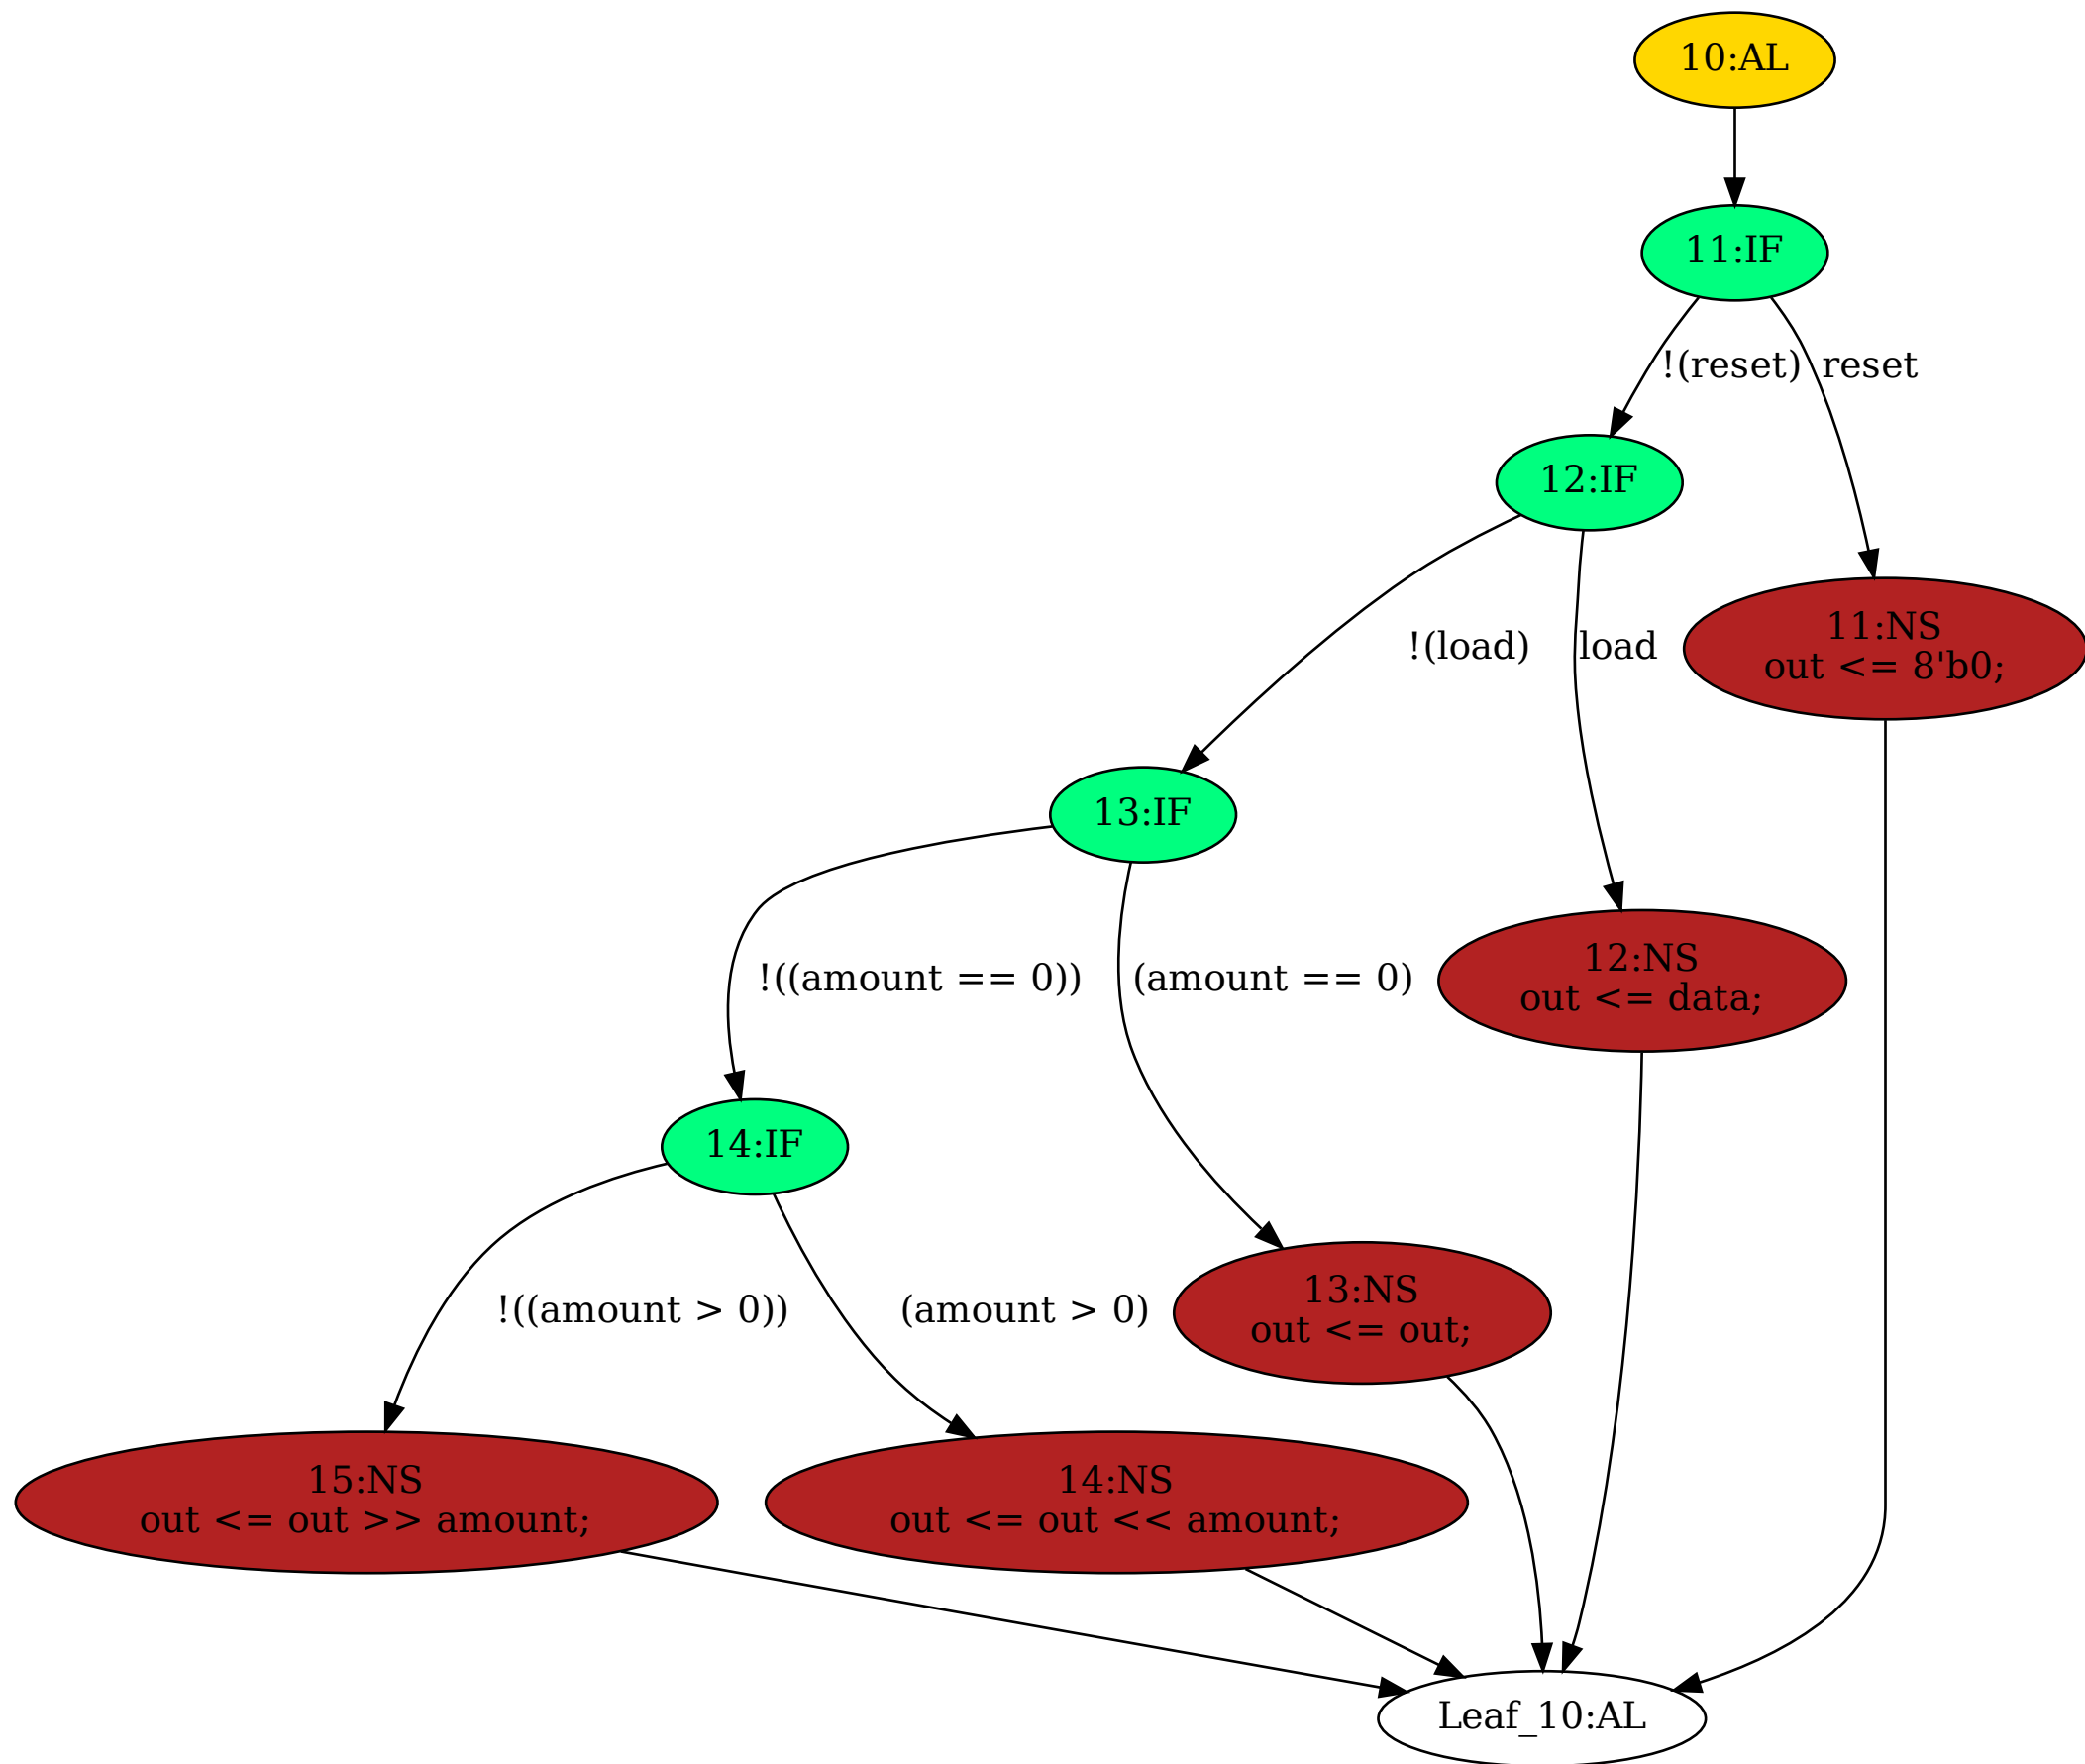 10:AL
11:IF
!(reset)
reset
12:IF
!(load)
load
11:NS
out <= 8'b0;
13:IF
!((amount == 0))
(amount == 0)
12:NS
out <= data;
14:IF
!((amount > 0))
(amount > 0)
13:NS
out <= out;
15:NS
out <= out >> amount;
14:NS
out <= out << amount;
Leaf_10:AL